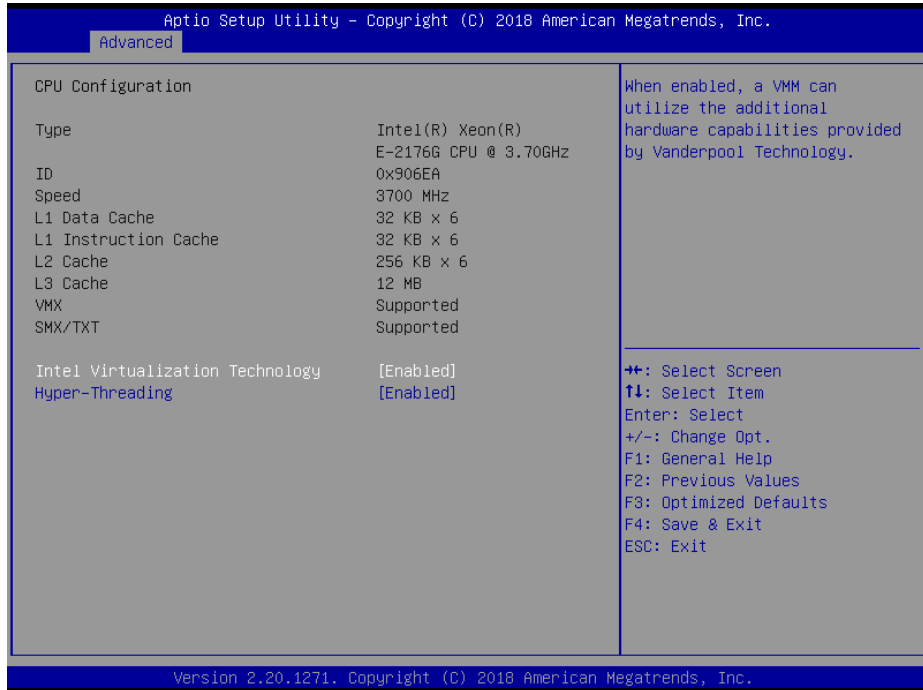 Aptio Setup Utility – Copyright (C) 2018 American Megatrends, Inc.
Advanced
CPU Configuration
Type Intel(R) Xeon(R)
E-2176G CPU @ 3.70GHz
ID 0x906EA
Speed 3700 MHz
L1 Data Cache 32 KB x 6
L1 Instruction Cache 32 KB x 6
L2 Cache 256 KB x 6
L3 Cache 12 MB
VMX Supported
SMX/TXT Supported
Intel Virtualization Technology [Enabled]
Hyper-Threading [Enabled]
When enabled, a VMM can
utilize the additional
hardware capabilities provided
by Vanderpool Technology.
→←: Select Screen
↑↓: Select Item
Enter: Select
+/-: Change Opt.
F1: General Help
F2: Previous Values
F3: Optimized Defaults
F4: Save & Exit
ESC: Exit
Version 2.20.1271. Copyright (C) 2018 American Megatrends, Inc.